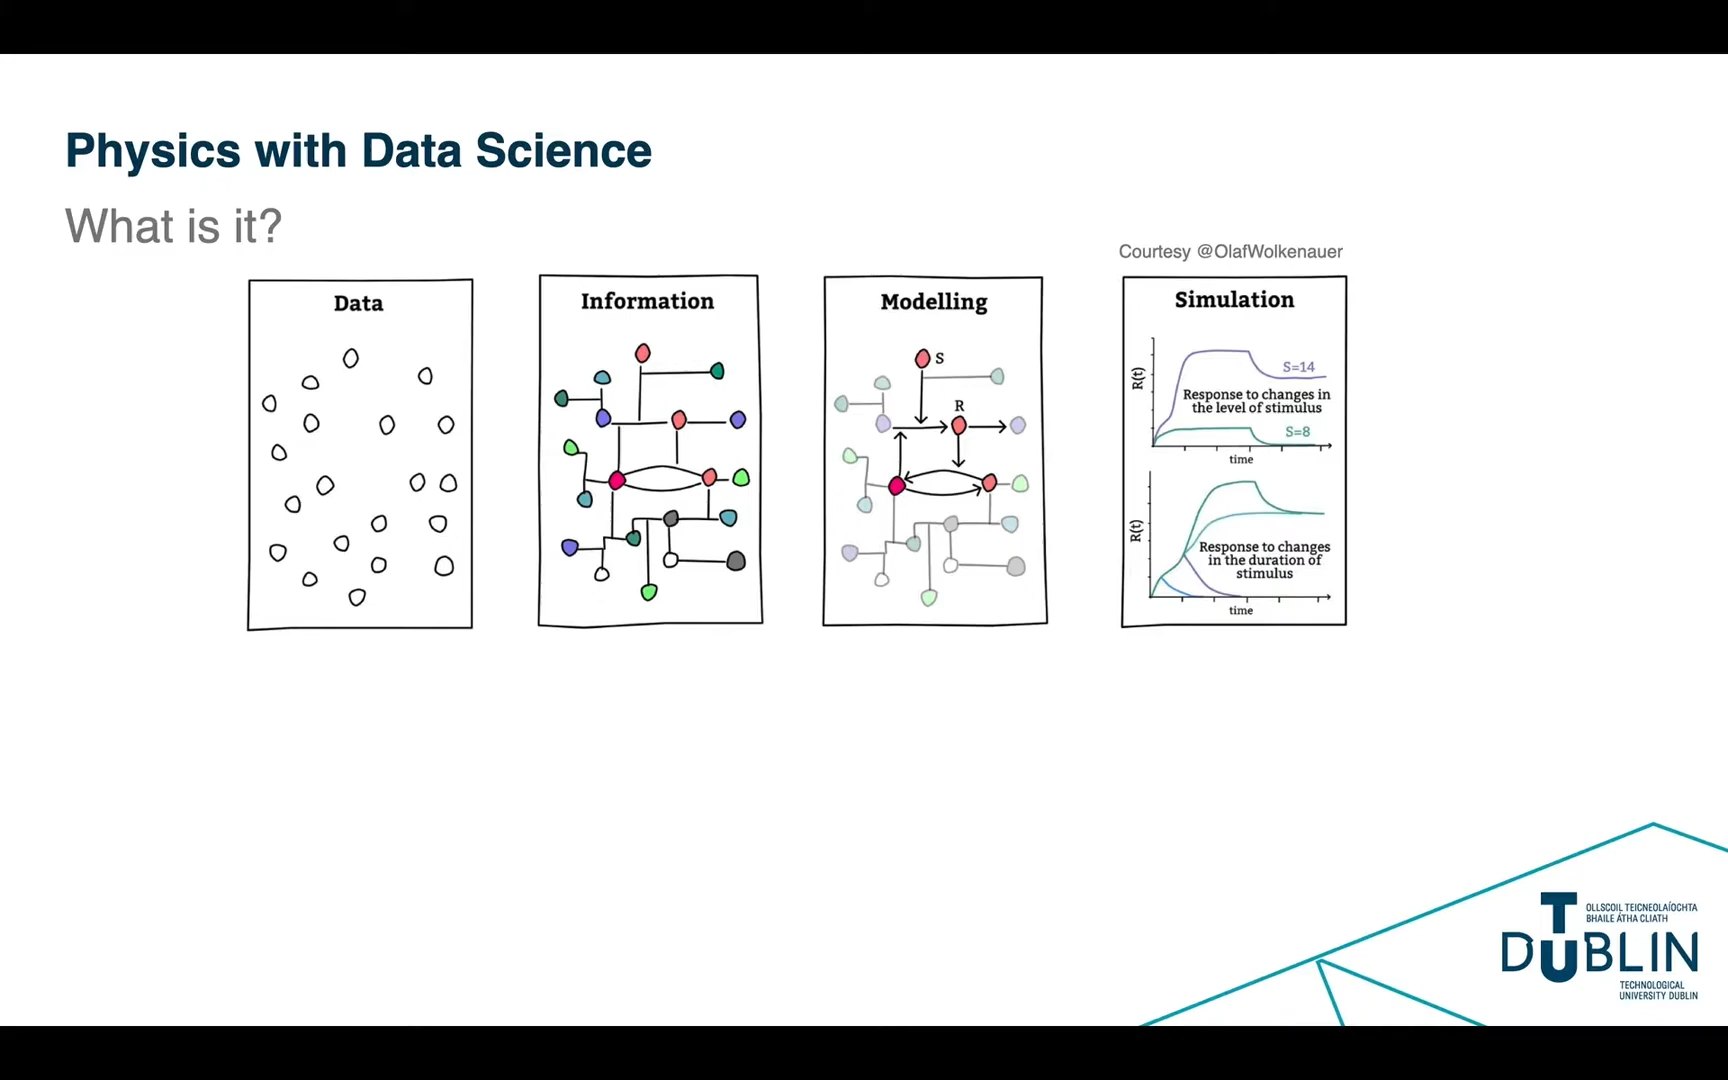 Physics with Data Science
What is it?
Courtesy @OlafWolkenauer
Data
Information
Modelling
S
R
Simulation
R(t)
S=14
Response to changes in
the level of stimulus
S=8
time
R(t)
Response to changes
in the duration of
stimulus
time
OLLSCOIL TEICNEOLAÍOCHTA
BHAILE ÁTHA CLIATH
TU DUBLIN
TECHNOLOGICAL
UNIVERSITY DUBLIN